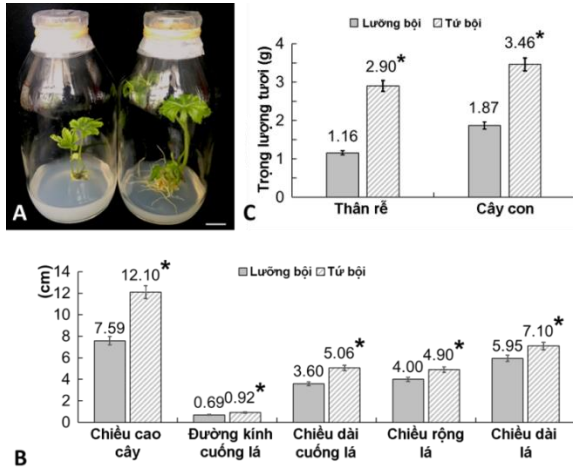 A
C
Lưỡng bội
Tứ bội
Trọng lượng tươi (g)
4
3
2
1
0
1.16
2.90*
1.87
3.46*
Thân rễ
Cây con
B
Lưỡng bội
Tứ bội
(cm)
14
12
10
8
6
4
2
0
7.59
12.10*
0.69
0.92*
3.60
5.06*
4.00
4.90*
5.95
7.10*
Chiều cao
cây
Đường kính
cuống lá
Chiều dài
cuống lá
Chiều rộng
lá
Chiều dài
lá